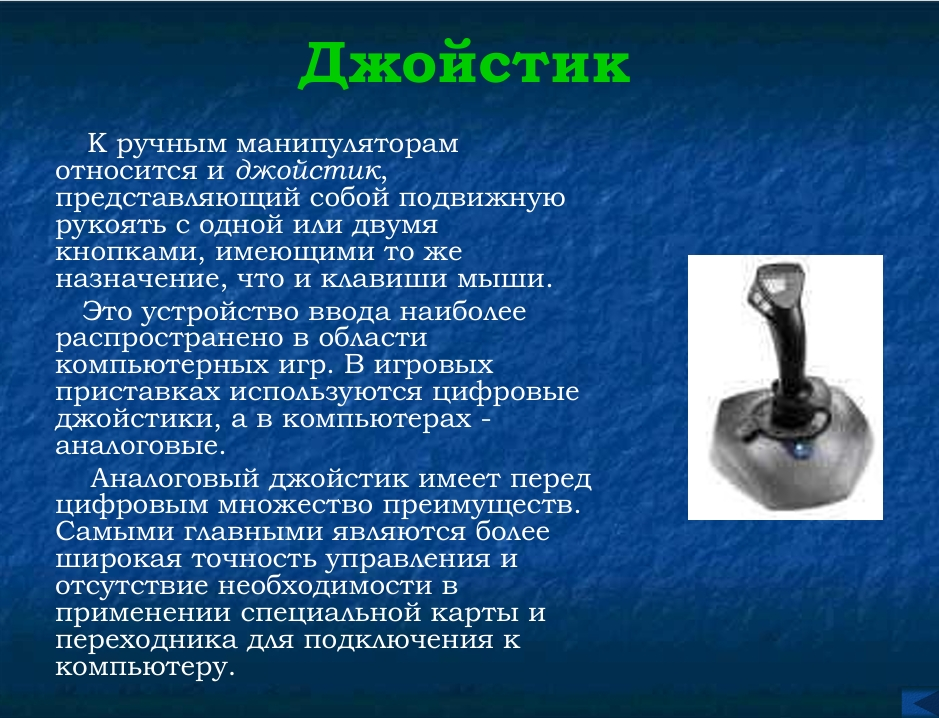 Джойстик
К ручным манипуляторам
относится и джойстик,
представляющий собой подвижную
рукоять с одной или двумя
кнопками, имеющими то же
назначение, что и клавиши мыши.
Это устройство ввода наиболее
распространено в области
компьютерных игр. В игровых
приставках используются цифровые
джойстики, а в компьютерах -
аналоговые.
Аналоговый джойстик имеет перед
цифровым множество преимуществ.
Самыми главными являются более
широкая точность управления и
отсутствие необходимости в
применении специальной карты и
переходника для подключения к
компьютеру.